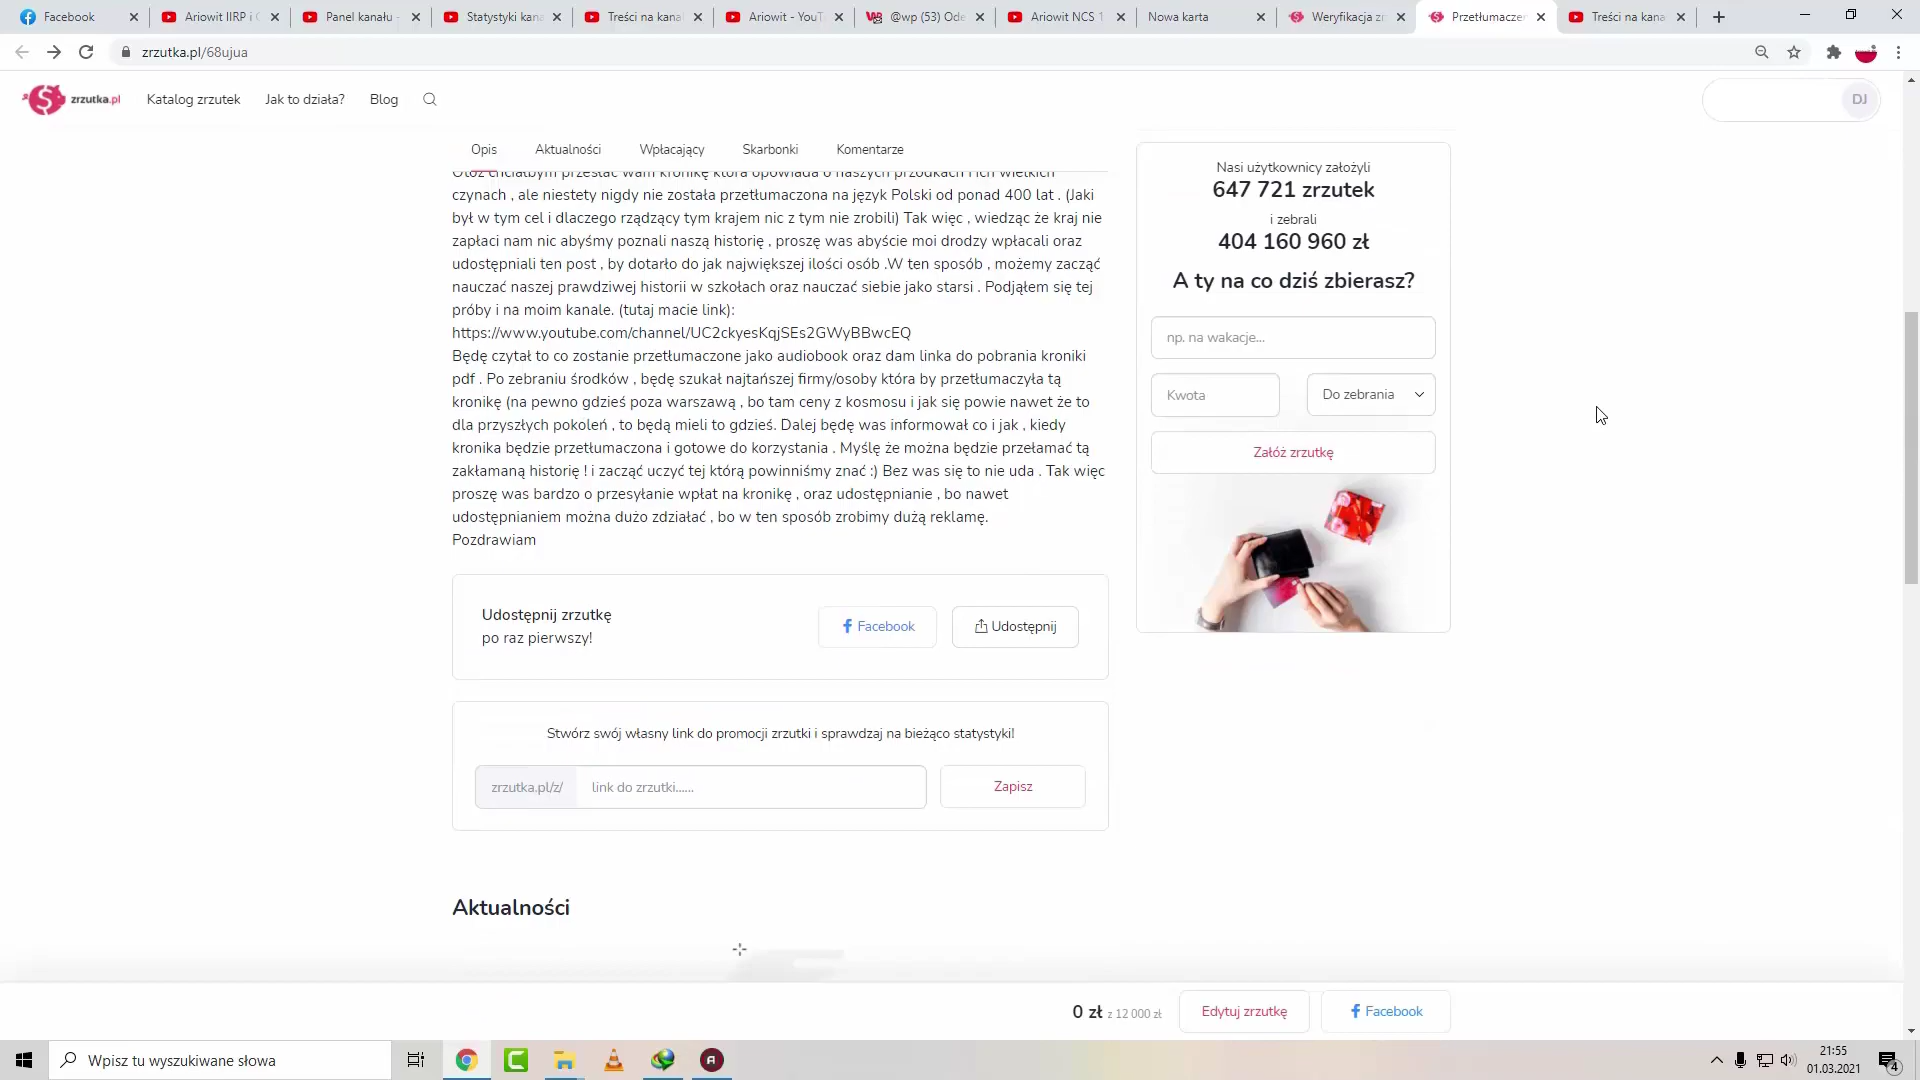 Facebook
Ariowit IIRP i
Panel kanału -
Statystyki kana
Treści na kana
Ariowit - YouT
@wp (53) Ode
Ariowit NCS 1
Nowa karta
Weryfikacja zr
Przetłumaczen
Treści na kana
zrzutka.pl/68ujua
zrzutka.pl
Katalog zrzutek
Jak to działa?
Blog
DJ
Opis
Aktualności
Wpłacający
Skarbonki
Komentarze
Otóż chciałbym przesłać wam kronikę która opowiada o naszych przodkach i ich wielkich
czynach , ale niestety nigdy nie została przetłumaczona na język Polski od ponad 400 lat . (Jaki
był w tym cel i dlaczego rządzący tym krajem nic z tym nie zrobili) Tak więc , wiedząc że kraj nie
zapłaci nam nic abyśmy poznali naszą historię , proszę was abyście moi drodzy wpłacali oraz
udostępniali ten post , by dotarło do jak największej ilości osób .W ten sposób , możemy zacząć
nauczać naszej prawdziwej historii w szkołach oraz nauczać siebie jako starsi . Podjąłem się tej
próby i na moim kanale. (tutaj macie link):
https://www.youtube.com/channel/UC2ckyesKqjSEs2GWyBBwcEQ
Będę czytał to co zostanie przetłumaczone jako audiobook oraz dam linka do pobrania kroniki
pdf . Po zebraniu środków , będę szukał najtańszej firmy/osoby która by przetłumaczyła tą
kronikę (na pewno gdzieś poza warszawą , bo tam ceny z kosmosu i jak się powie nawet że to
dla przyszłych pokoleń , to będą mieli to gdzieś. Dalej będę was informował co i jak , kiedy
kronika będzie przetłumaczona i gotowe do korzystania . Myślę że można będzie przełamać tą
zakłamaną historię ! i zacząć uczyć tej którą powinniśmy znać :) Bez was się to nie uda . Tak więc
proszę was bardzo o przesyłanie wpłat na kronikę , oraz udostępnianie , bo nawet
udostępnianiem można dużo zdziałać , bo w ten sposób zrobimy dużą reklamę.
Pozdrawiam
Udostępnij zrzutkę
po raz pierwszy!
Facebook
Udostępnij
Stwórz swój własny link do promocji zrzutki i sprawdzaj na bieżąco statystyki!
zrzutka.pl/z/
link do zrzutki......
Zapisz
Aktualności
Nasi użytkownicy założyli
647 721 zrzutek
i zebrali
404 160 960 zł
A ty na co dziś zbierasz?
np. na wakacje...
Kwota
Do zebrania
Załóż zrzutkę
0 zł z 12 000 zł
Edytuj zrzutkę
Facebook
Wpisz tu wyszukiwane słowa
21:55
01.03.2021
4